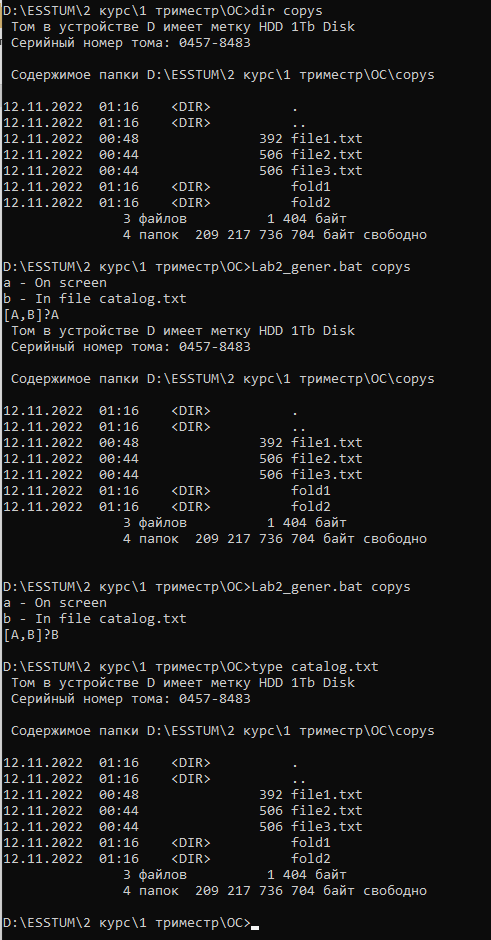 D:\ESSTUM\2 курс\1 триместр\ОС>dir copys
 Том в устройстве D имеет метку HDD 1Tb Disk
 Серийный номер тома: 0457-8483

 Содержимое папки D:\ESSTUM\2 курс\1 триместр\ОС\copys

12.11.2022  01:16    <DIR>          .
12.11.2022  01:16    <DIR>          ..
12.11.2022  00:48               392 file1.txt
12.11.2022  00:44               506 file2.txt
12.11.2022  00:44               506 file3.txt
12.11.2022  01:16    <DIR>          fold1
12.11.2022  01:16    <DIR>          fold2
               3 файлов          1 404 байт
               4 папок  209 217 736 704 байт свободно

D:\ESSTUM\2 курс\1 триместр\ОС>Lab2_gener.bat copys
a - On screen
b - In file catalog.txt
[A,B]?A
 Том в устройстве D имеет метку HDD 1Tb Disk
 Серийный номер тома: 0457-8483

 Содержимое папки D:\ESSTUM\2 курс\1 триместр\ОС\copys

12.11.2022  01:16    <DIR>          .
12.11.2022  01:16    <DIR>          ..
12.11.2022  00:48               392 file1.txt
12.11.2022  00:44               506 file2.txt
12.11.2022  00:44               506 file3.txt
12.11.2022  01:16    <DIR>          fold1
12.11.2022  01:16    <DIR>          fold2
               3 файлов          1 404 байт
               4 папок  209 217 736 704 байт свободно

D:\ESSTUM\2 курс\1 триместр\ОС>Lab2_gener.bat copys
a - On screen
b - In file catalog.txt
[A,B]?B

D:\ESSTUM\2 курс\1 триместр\ОС>type catalog.txt
 Том в устройстве D имеет метку HDD 1Tb Disk
 Серийный номер тома: 0457-8483

 Содержимое папки D:\ESSTUM\2 курс\1 триместр\ОС\copys

12.11.2022  01:16    <DIR>          .
12.11.2022  01:16    <DIR>          ..
12.11.2022  00:48               392 file1.txt
12.11.2022  00:44               506 file2.txt
12.11.2022  00:44               506 file3.txt
12.11.2022  01:16    <DIR>          fold1
12.11.2022  01:16    <DIR>          fold2
               3 файлов          1 404 байт
               4 папок  209 217 736 704 байт свободно

D:\ESSTUM\2 курс\1 триместр\ОС>